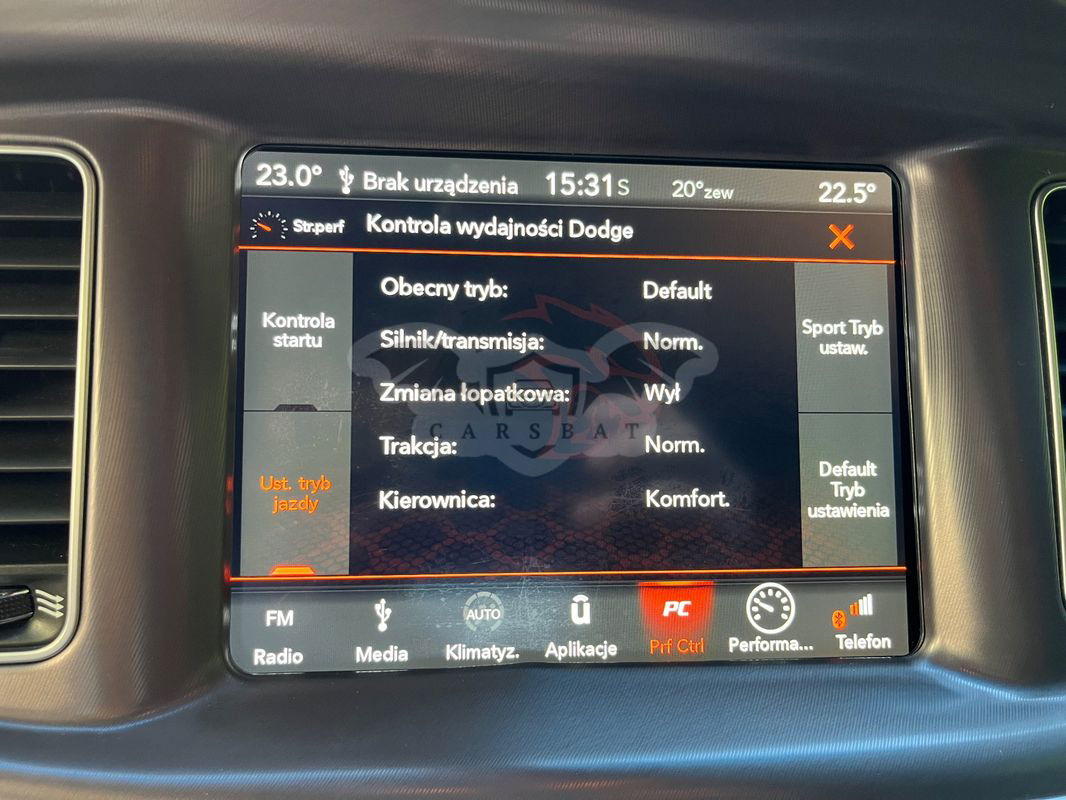 23.0° Brak urządzenia 15:31 S 20°zew 22.5°
Str.perf Kontrola wydajności Dodge
Kontrola
startu
Ust. tryb
jazdy
Obecny tryb: Default
Silnik/transmisja: Norm.
Zmiana łopatkowa: Wył
Trakcja: Norm.
Kierownica: Komfort.
CARSBAT
Sport Tryb
ustaw.
Default
Tryb
ustawienia
FM
Radio
Media
AUTO
Klimatyz.
Aplikacje
PC
Prf Ctrl
Performa...
Telefon